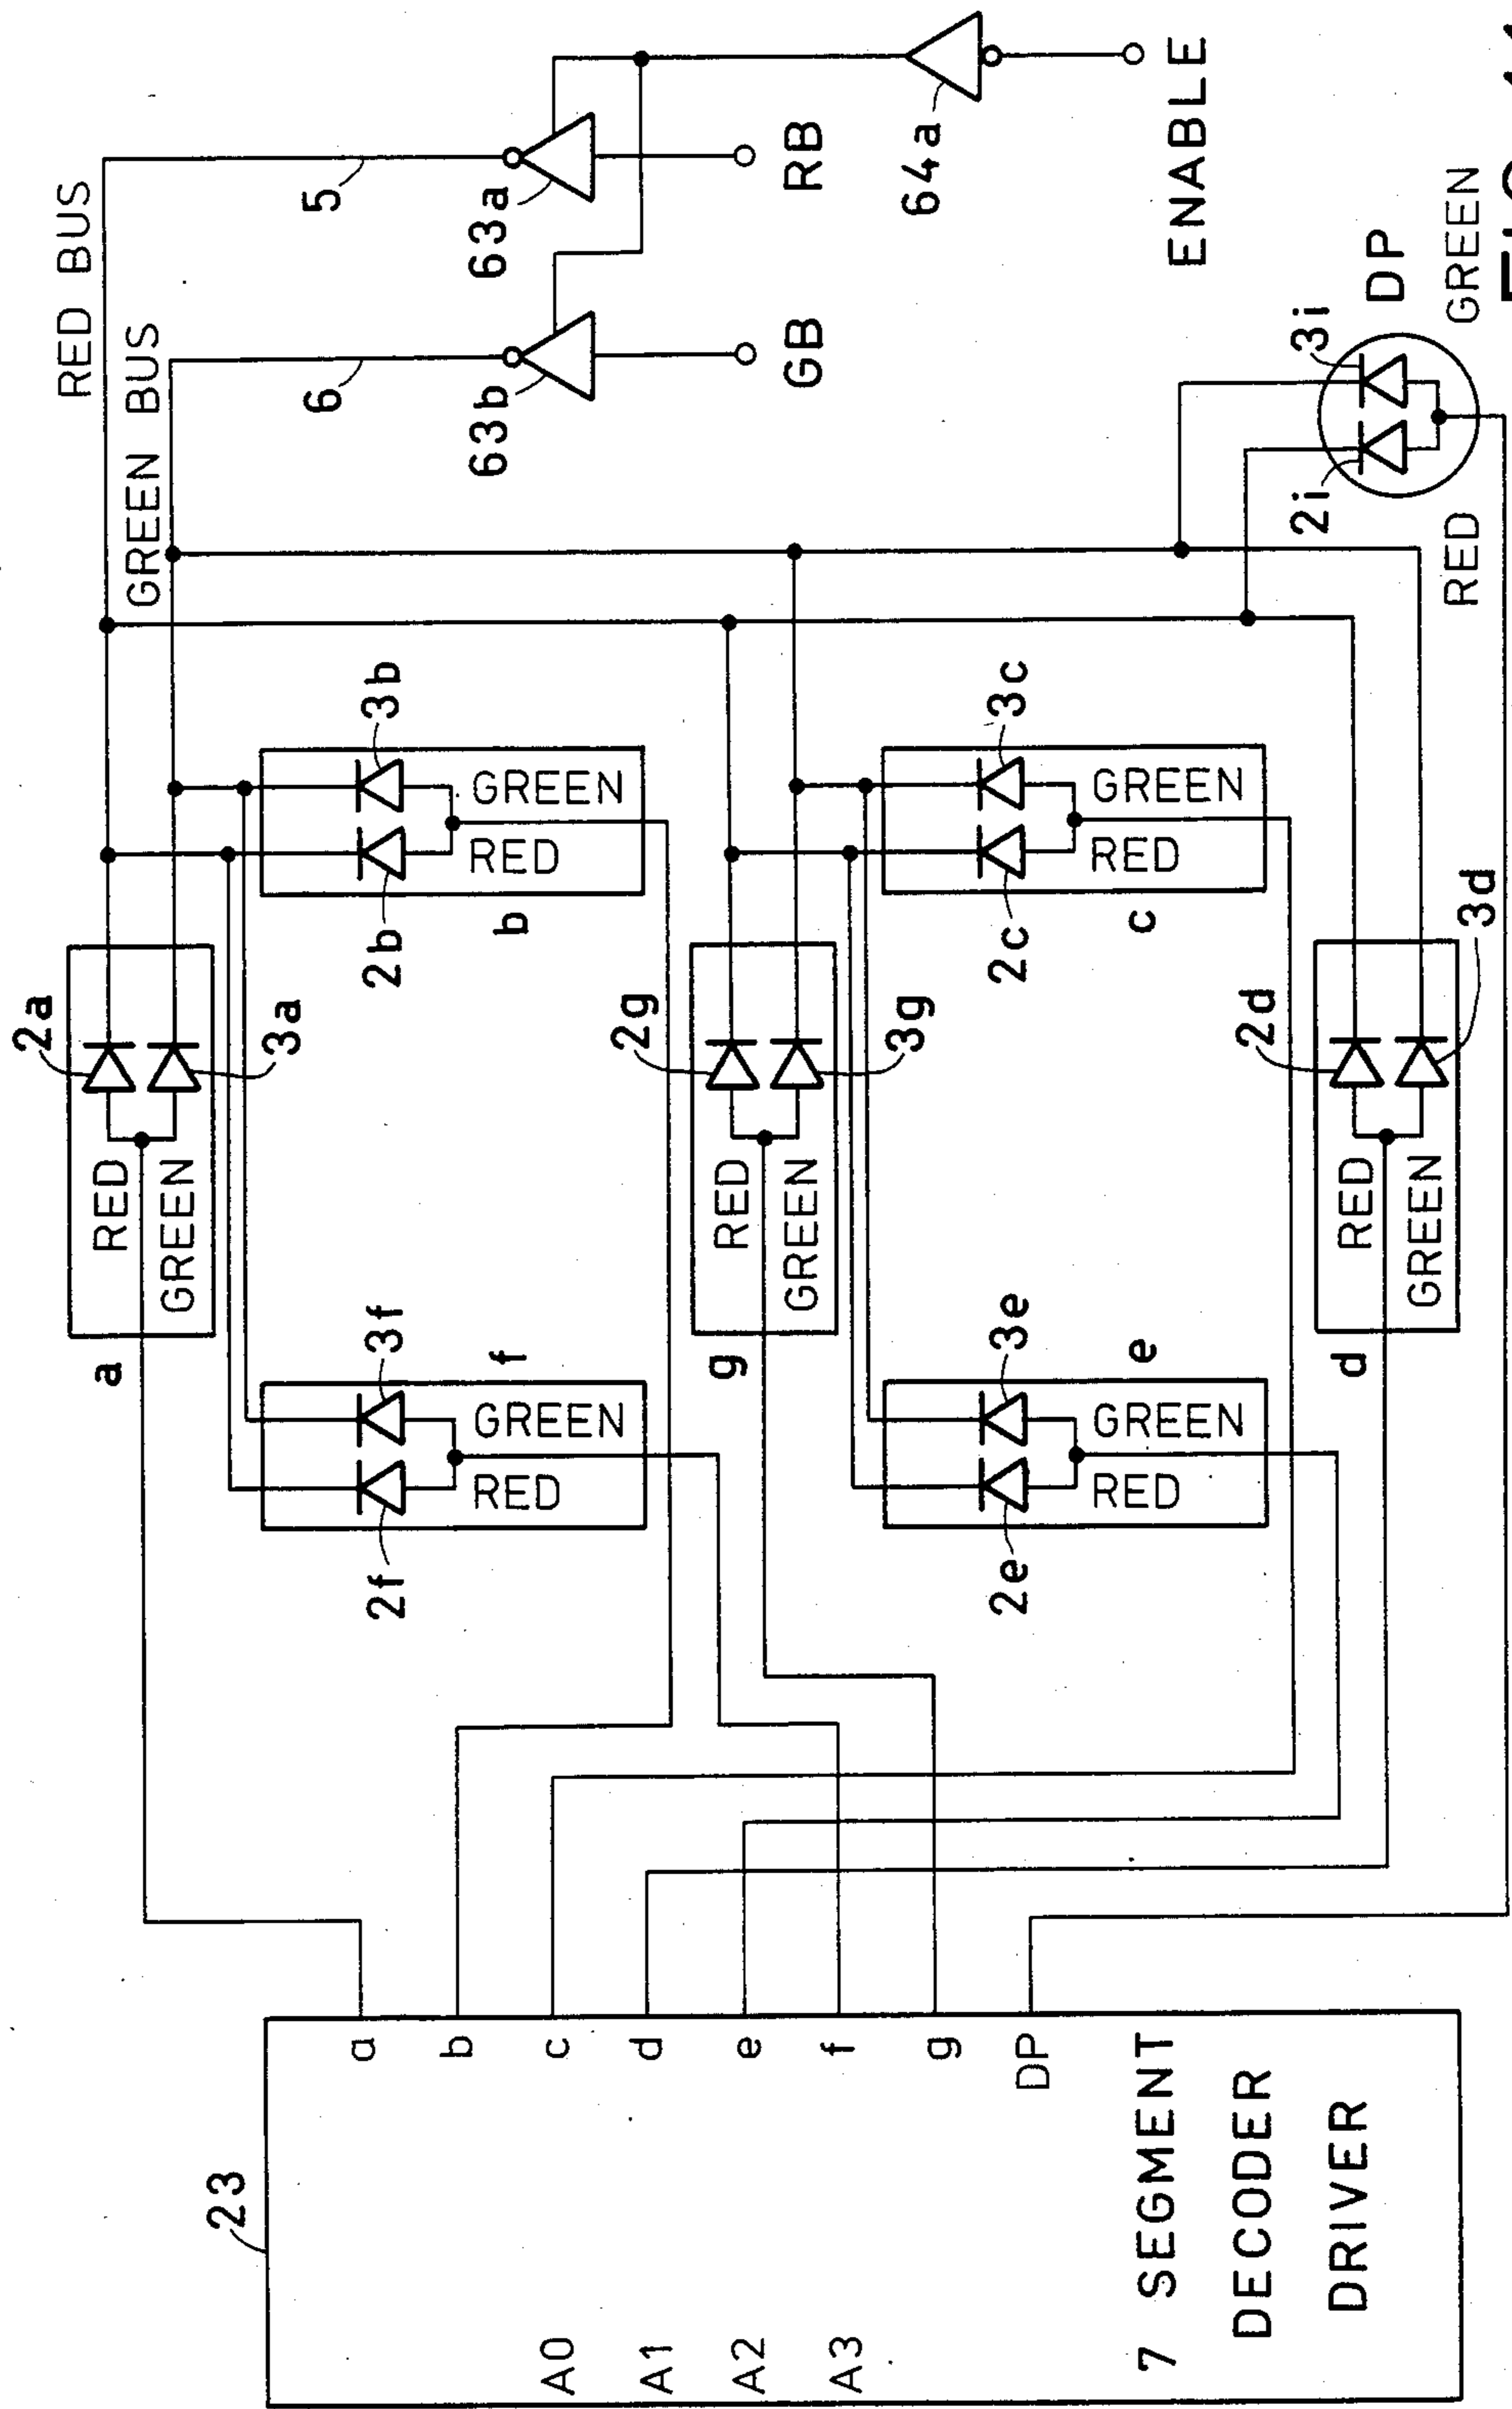 23
a
b
c
d
e
f
g
DP
A0
A1
A2
A3
7 SEGMENT
DECODER
DRIVER
RED BUS
GREEN BUS
2a
a
RED
GREEN
3a
2f
3f
f
RED
GREEN
2b
3b
b
RED
GREEN
2g
g
RED
GREEN
3g
2e
3e
e
RED
GREEN
2c
3c
c
RED
GREEN
2d
d
RED
GREEN
3d
5
6
63a
63b
RB
GB
64a
ENABLE
2i
3i
DP
RED
GREEN